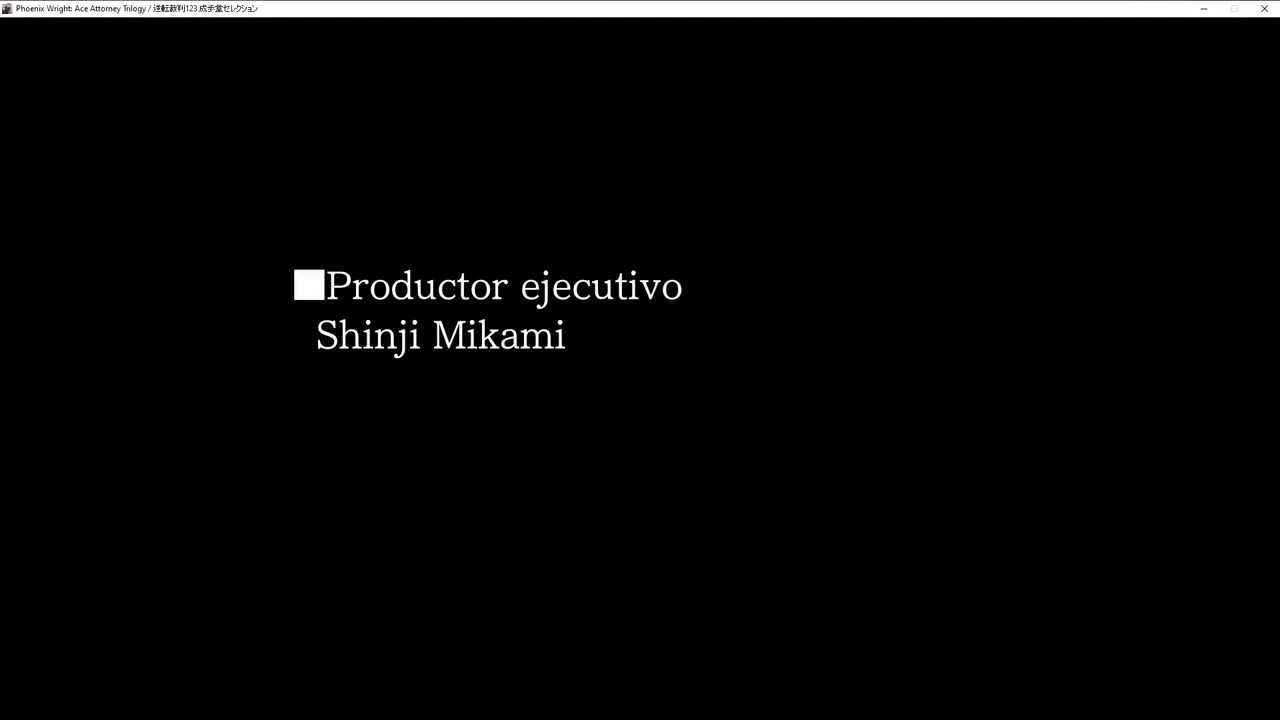 Phoenix Wright: Ace Attorney Trilogy / 逆転裁判123 成歩堂セレクション
■Productor ejecutivo
Shinji Mikami